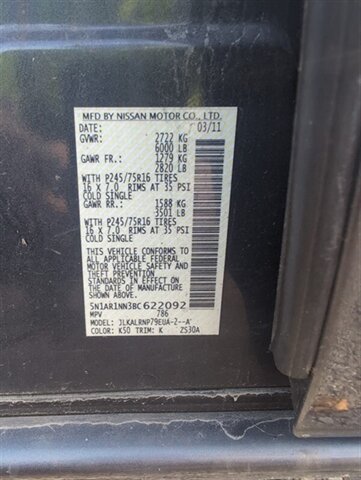 MFD BY NISSAN MOTOR CO., LTD.
DATE: 03/11
GVWR: 2722 KG
6000 LB
GAWR FR.: 1279 KG
2820 LB
WITH P245/75R16 TIRES
16 X 7.0 RIMS AT 35 PSI
COLD SINGLE
GAWR RR.: 1588 KG
3501 LB
WITH P245/75R16 TIRES
16 X 7.0 RIMS AT 35 PSI
COLD SINGLE
THIS VEHICLE CONFORMS TO
ALL APPLICABLE FEDERAL
MOTOR VEHICLE SAFETY
STANDARDS IN EFFECT ON
THE DATE OF MANUFACTURE
SHOWN ABOVE.
5N1AR1NN3BC622092
MPV 786
MODEL: JLKALRNP79EUA-2--A
COLOR: K50 TRIM: K ZS30A